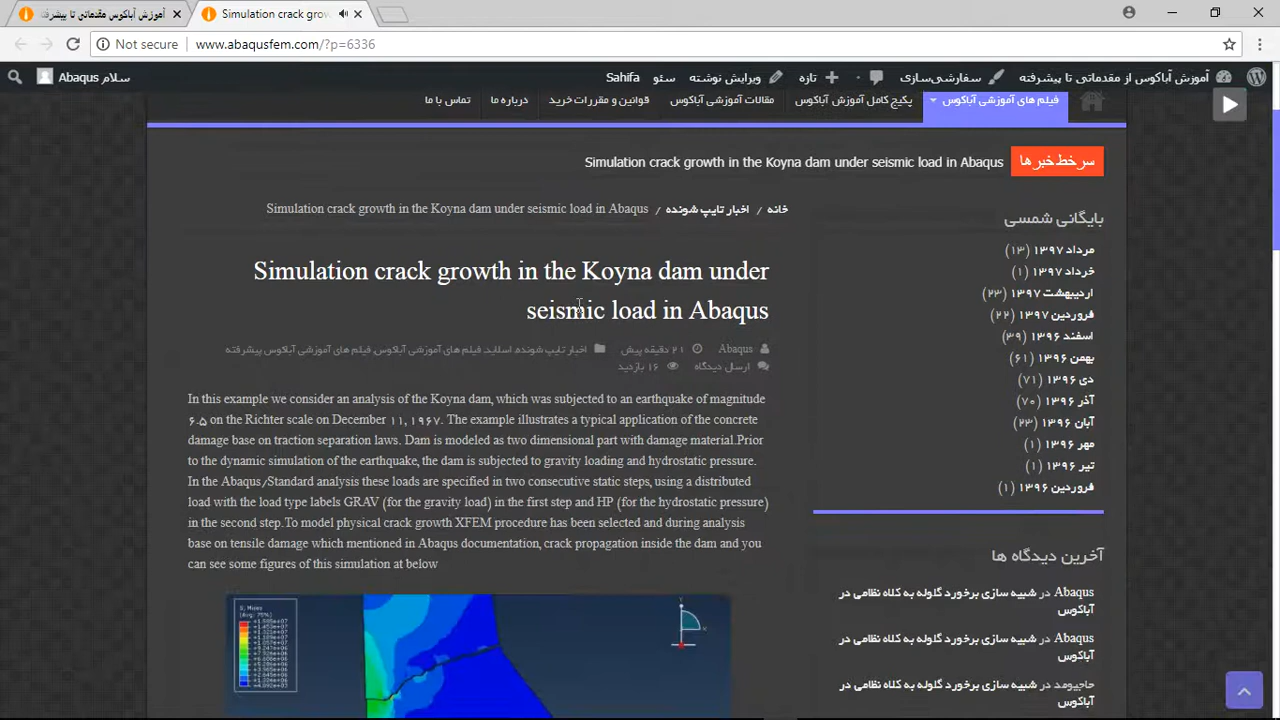 آموزش آباکوس مقدماتی تا پیشرفته
Simulation crack grow
Not secure
www.abaqusfem.com/?p=6336
آموزش آباکوس از مقدماتی تا پیشرفته
سفارشی‌سازی
تازه
ویرایش نوشته
سئو
Sahifa
سلام Abaqus
فیلم های آموزشی آباکوس
پکیج کامل آموزش آباکوس
مقالات آموزشی آباکوس
قوانین و مقررات خرید
درباره ما
تماس با ما
سرخط خبرها
Simulation crack growth in the Koyna dam under seismic load in Abaqus
خانه / اخبار تایپ شونده / Simulation crack growth in the Koyna dam under seismic load in Abaqus
Simulation crack growth in the Koyna dam under
seismic load in Abaqus
Abaqus
۲۱ دقیقه پیش
اخبار تایپ شونده, اسلاید, فیلم های آموزشی آباکوس, فیلم های آموزشی آباکوس پیشرفته
ارسال دیدگاه
۱۶ بازدید
In this example we consider an analysis of the Koyna dam, which was subjected to an earthquake of magnitude
۶.۵ on the Richter scale on December ۱۱, ۱۹۶۷. The example illustrates a typical application of the concrete
damage base on traction separation laws. Dam is modeled as two dimensional part with damage material.Prior
to the dynamic simulation of the earthquake, the dam is subjected to gravity loading and hydrostatic pressure.
In the Abaqus/Standard analysis these loads are specified in two consecutive static steps, using a distributed
load with the load type labels GRAV (for the gravity load) in the first step and HP (for the hydrostatic pressure)
in the second step.To model physical crack growth XFEM procedure has been selected and during analysis
base on tensile damage which mentioned in Abaqus documentation, crack propagation inside the dam and you
can see some figures of this simulation at below
S, Mises
(Avg: 75%)
Y
X
بایگانی شمسی
مرداد ۱۳۹۷ (۱۳)
خرداد ۱۳۹۷ (۱)
اردیبهشت ۱۳۹۷ (۲۳)
فروردین ۱۳۹۷ (۲۲)
اسفند ۱۳۹۶ (۳۹)
بهمن ۱۳۹۶ (۶۱)
دی ۱۳۹۶ (۷۱)
آذر ۱۳۹۶ (۷۰)
آبان ۱۳۹۶ (۲۳)
مهر ۱۳۹۶ (۱)
تیر ۱۳۹۶ (۱)
فروردین ۱۳۹۶ (۱)
آخرین دیدگاه ها
Abaqus در شبیه سازی برخورد گلوله به کلاه نظامی در
آباکوس
Abaqus در شبیه سازی برخورد گلوله به کلاه نظامی در
آباکوس
حاجیومد در شبیه سازی برخورد گلوله به کلاه نظامی در
آباکوس